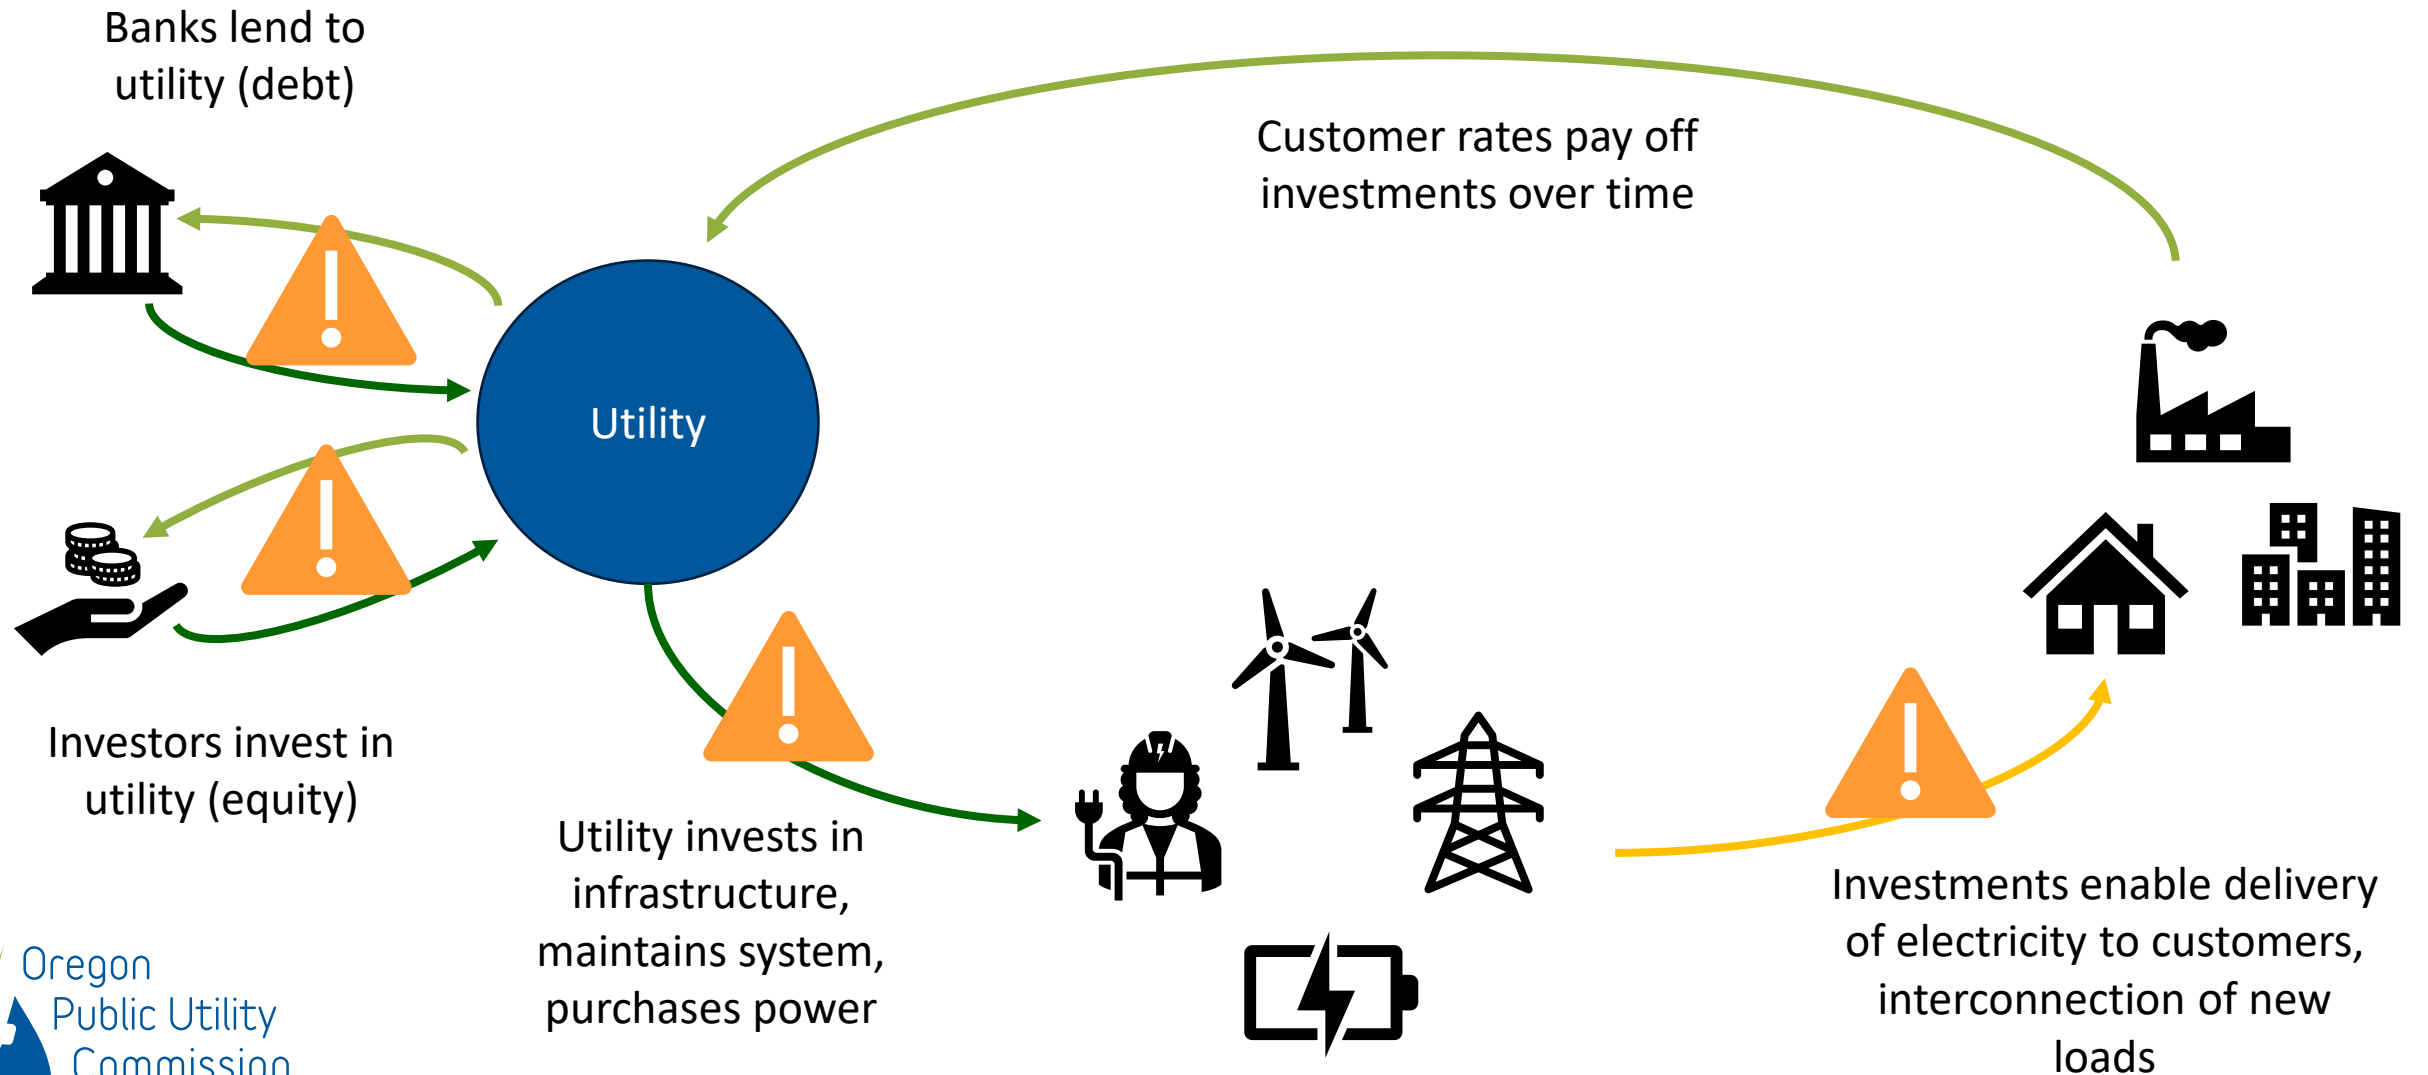 Banks lend to
utility (debt)
Customer rates pay off
investments over time
Utility
Investors invest in
utility (equity)
Utility invests in
infrastructure,
maintains system,
purchases power
Investments enable delivery
of electricity to customers,
interconnection of new
loads
Oregon
Public Utility
Commission